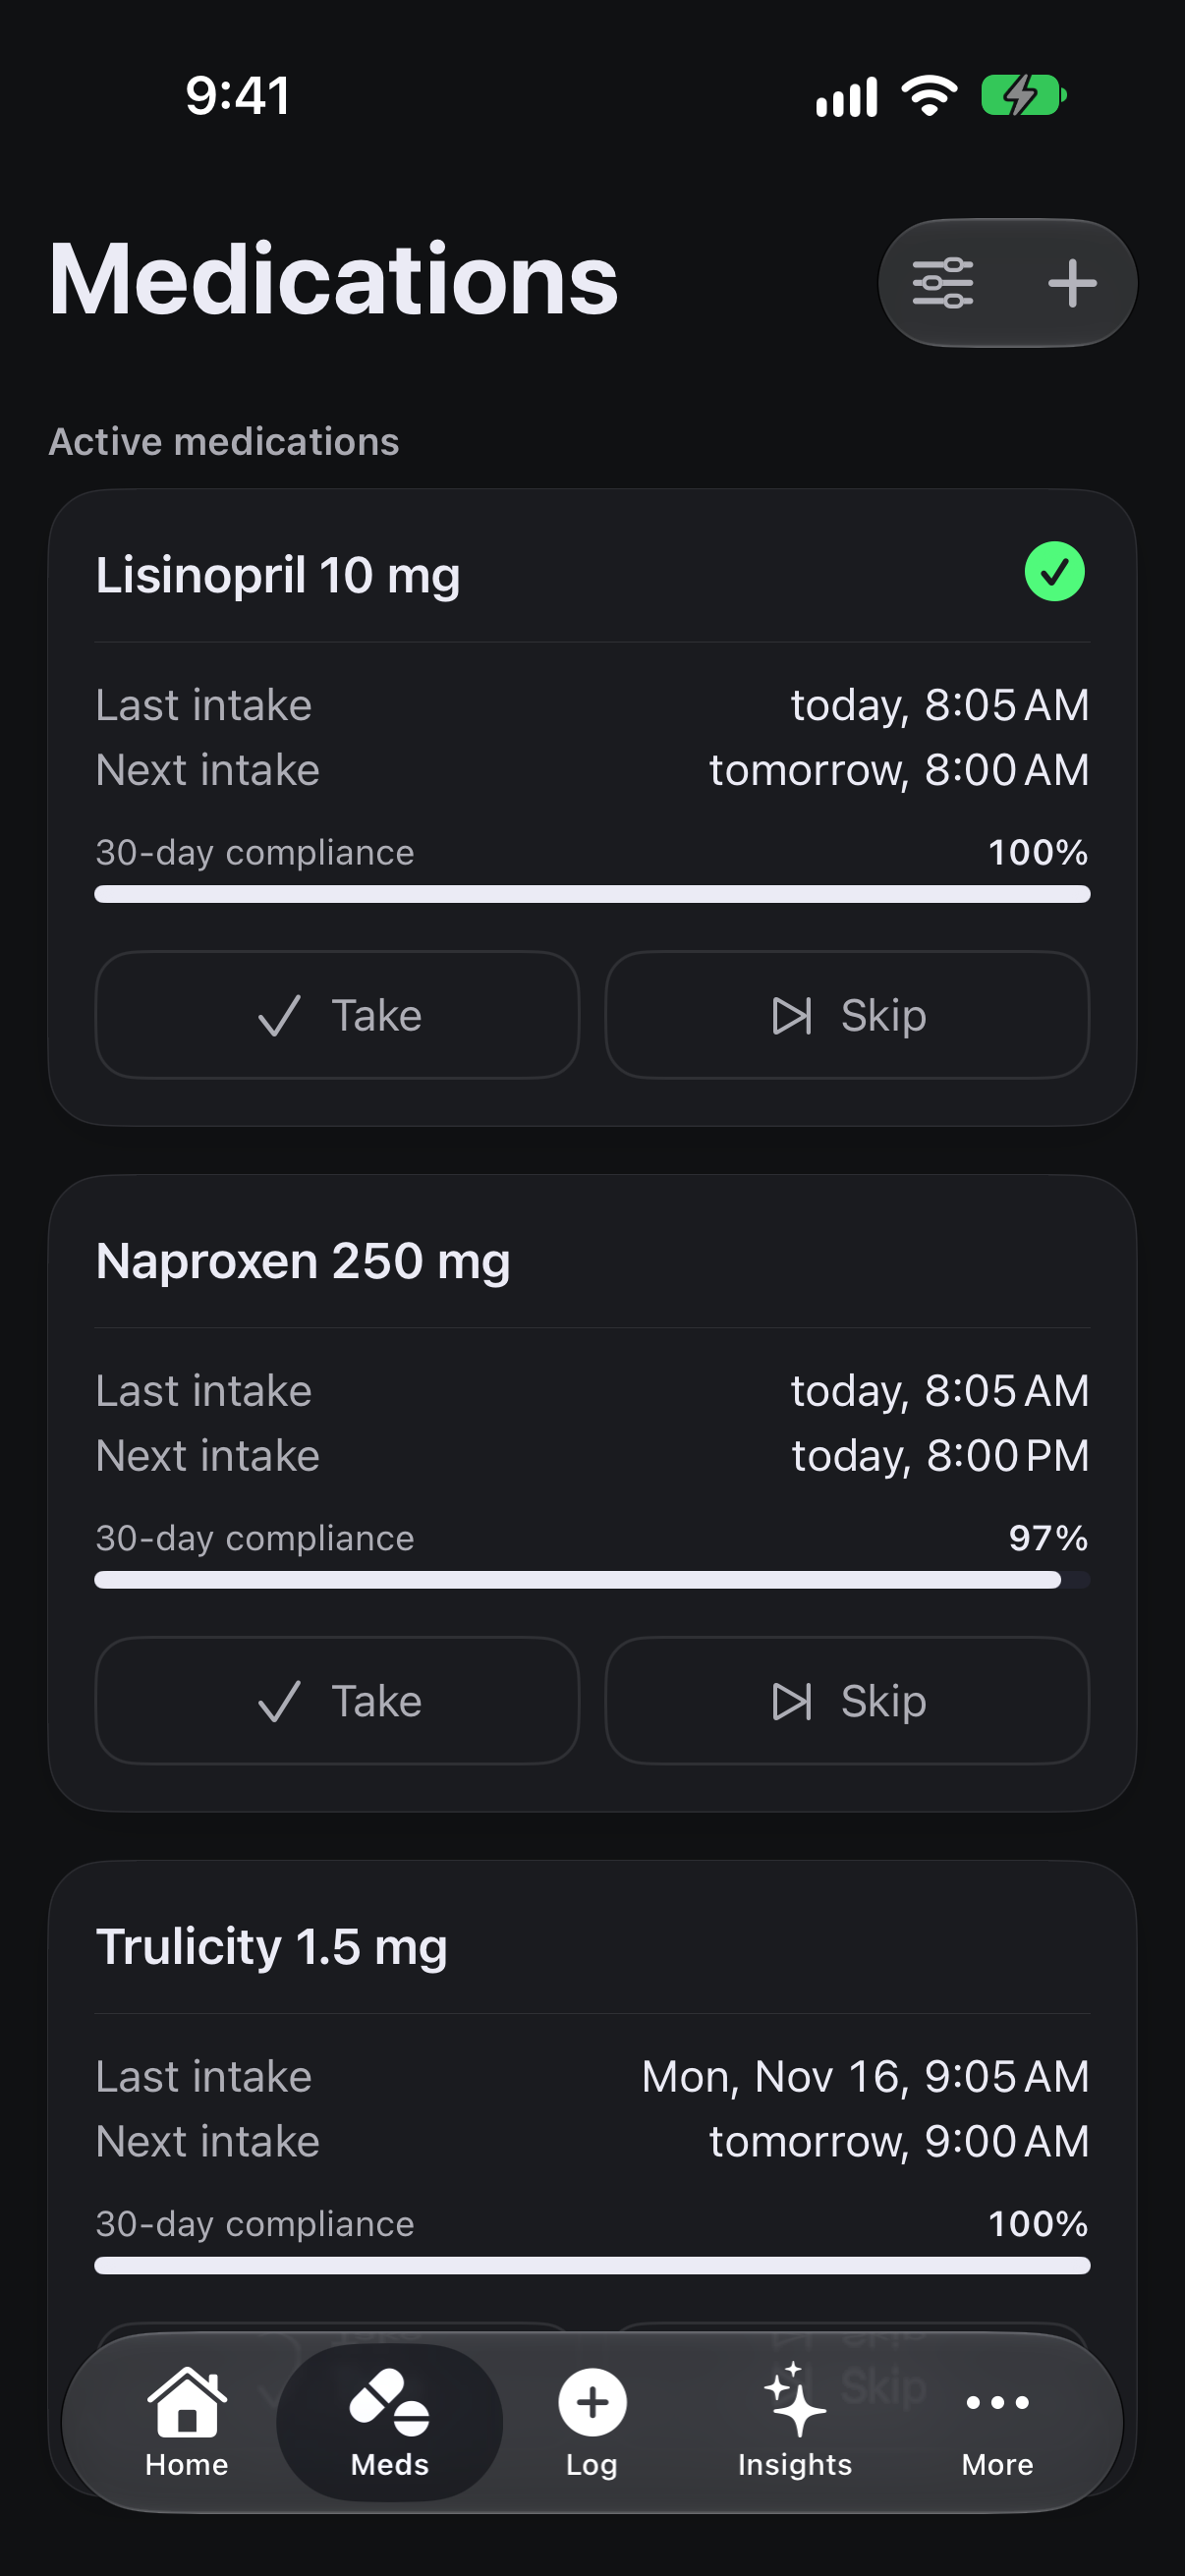 9:41
Medications
Active medications
Lisinopril 10 mg
Last intake today, 8:05 AM
Next intake tomorrow, 8:00 AM
30-day compliance 100%
Take Skip
Naproxen 250 mg
Last intake today, 8:05 AM
Next intake today, 8:00 PM
30-day compliance 97%
Take Skip
Trulicity 1.5 mg
Last intake Mon, Nov 16, 9:05 AM
Next intake tomorrow, 9:00 AM
30-day compliance 100%
Skip
Home Meds Log Insights More